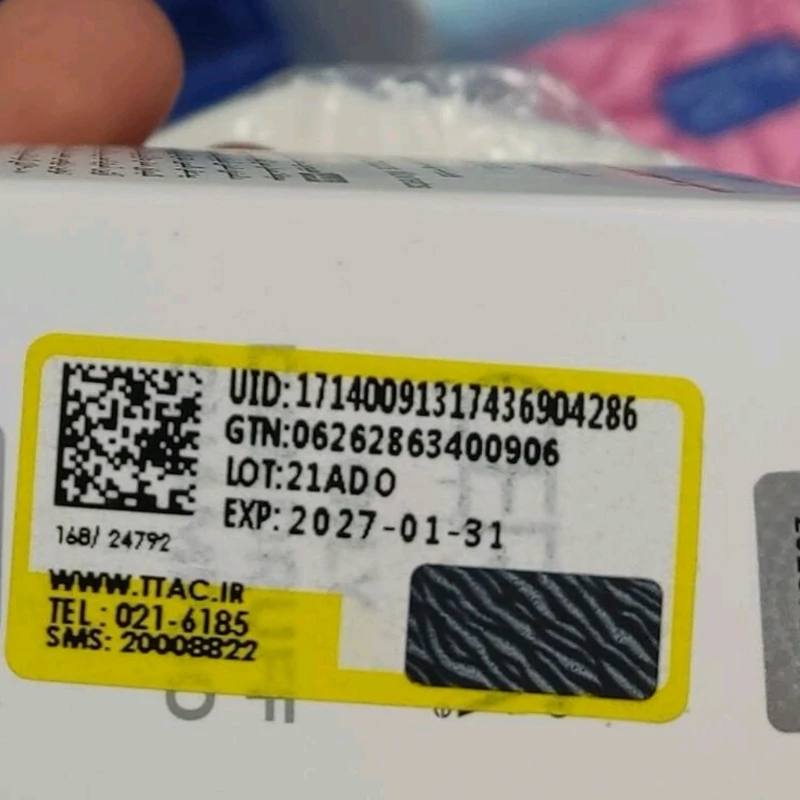 UID:17140091317436904286
GTN:06262863400906
LOT:21ADO
EXP:2027-01-31
168/ 24792
WWW.TTAC.IR
TEL: 021-6185
SMS: 20008822